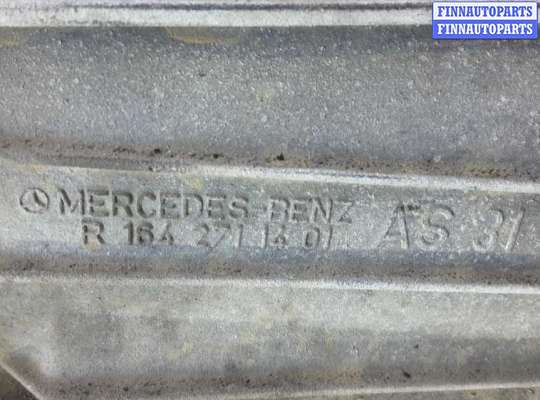 FINNAUTOPARTS
FINNAUTOPARTS
MERCEDES-BENZ
R 164 271 14 01 AS 31